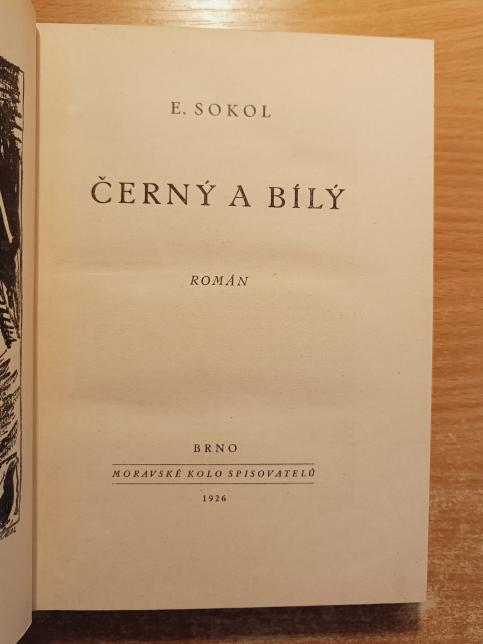 E. SOKOL
ČERNÝ A BÍLÝ
ROMÁN
BRNO
MORAVSKÉ KOLO SPISOVATELŮ
1926